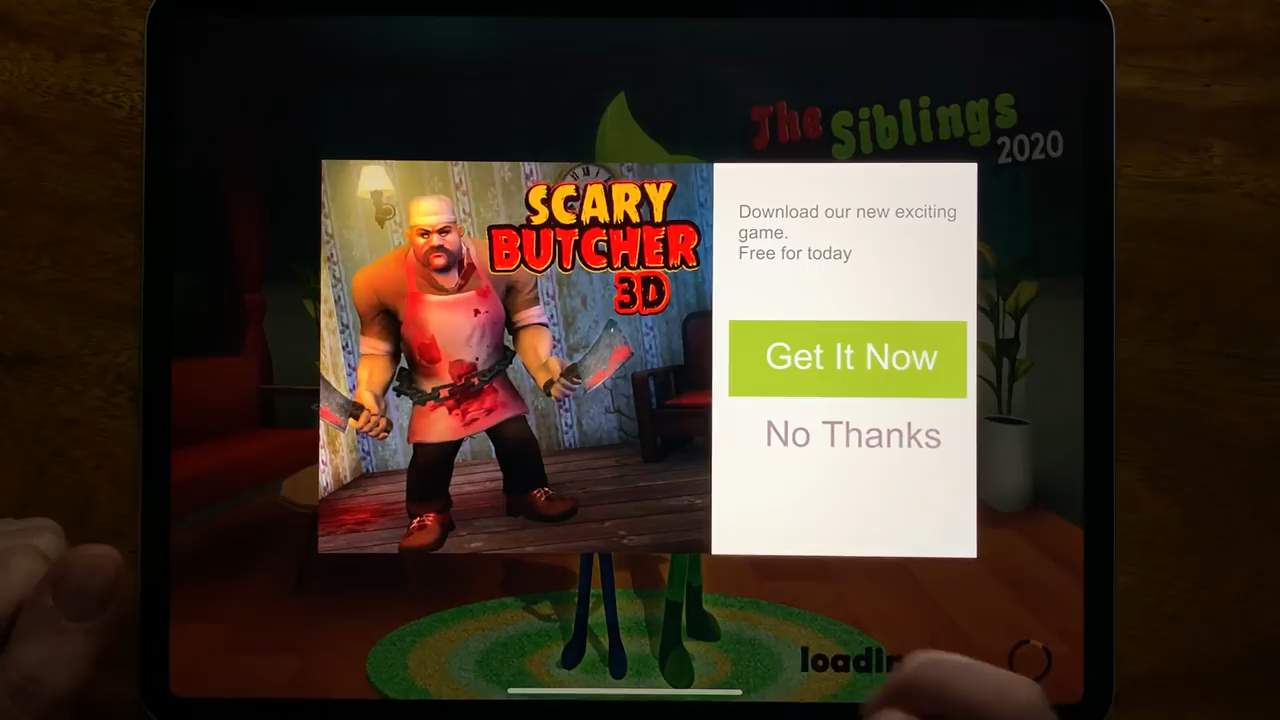 The Siblings
2020
SCARY
BUTCHER
3D
Download our new exciting
game.
Free for today
Get It Now
No Thanks